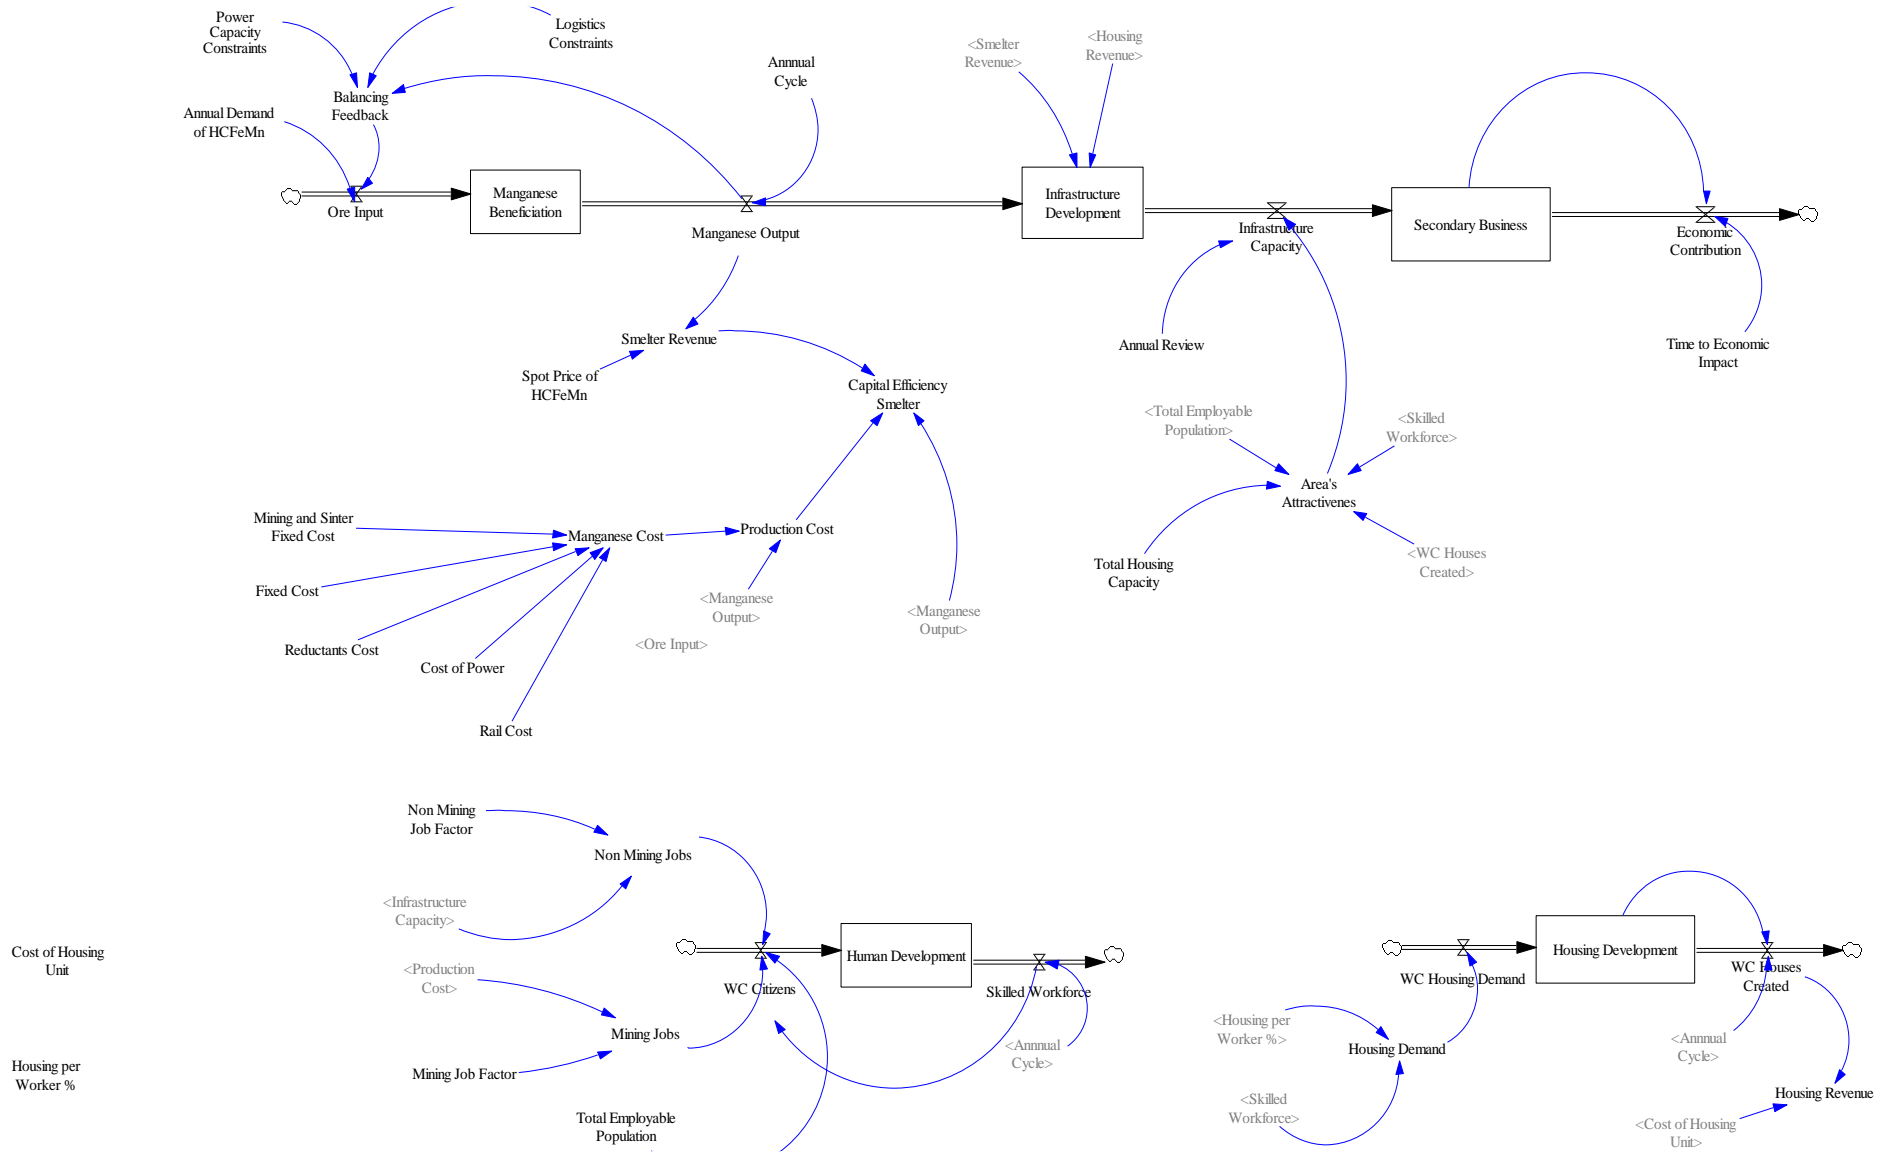 Power
Capacity
Constraints
Logistics
Constraints
<Smelter
Revenue>
<Housing
Revenue>
Annnual
Cycle
Balancing
Feedback
Annual Demand
of HCFeMn
Manganese
Beneficiation
Infrastructure
Development
Secondary Business
Ore Input
Manganese Output
Infrastructure
Capacity
Economic
Contribution
Smelter Revenue
Annual Review
Time to Economic
Impact
Spot Price of
HCFeMn
Capital Efficiency
Smelter
<Total Employable
Population>
<Skilled
Workforce>
Area's
Attractivenes
Mining and Sinter
Fixed Cost
Manganese Cost
Production Cost
<WC Houses
Created>
Total Housing
Capacity
Fixed Cost
<Manganese
Output>
<Manganese
Output>
Reductants Cost
<Ore Input>
Cost of Power
Rail Cost
Non Mining
Job Factor
Non Mining Jobs
<Infrastructure
Capacity>
Cost of Housing
Unit
Human Development
Housing Development
<Production
Cost>
WC Citizens
Skilled Workforce
WC Housing Demand
WC Houses
Created
Mining Jobs
<Housing per
Worker %>
Housing Demand
<Annnual
Cycle>
<Annnual
Cycle>
Housing per
Worker %
Mining Job Factor
Housing Revenue
Total Employable
Population
<Skilled
Workforce>
<Cost of Housing
Unit>